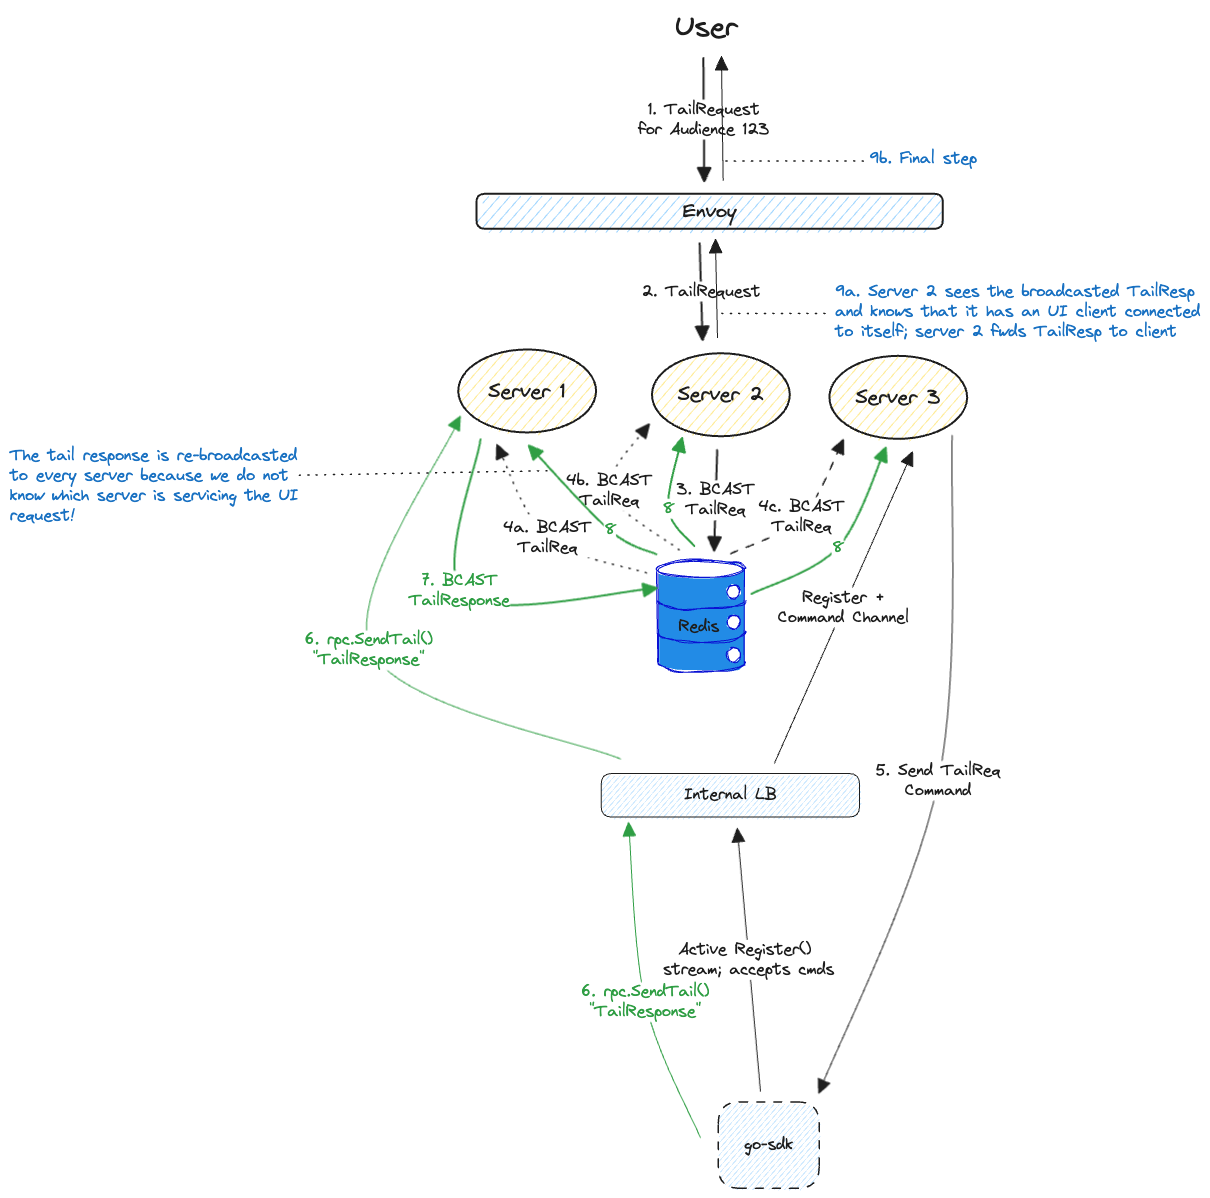 User
1. TailRequest
for Audience 123
9b. Final step
Envoy
2. TailRequest
9a. Server 2 sees the broadcasted TailResp
and knows that it has an UI client connected
to itself; server 2 fwds TailResp to client
Server 1
Server 2
Server 3
The tail response is re-broadcasted
to every server because we do not
know which server is servicing the UI
request!
4b. BCAST
TailReq
8
3. BCAST
TailReq
4c. BCAST
TailReq
4a. BCAST
TailReq
8
8
7. BCAST
TailResponse
Redis
Register +
Command Channel
6. rpc.SendTail()
"TailResponse"
5. Send TailReq
Command
Internal LB
Active Register()
stream; accepts cmds
6. rpc.SendTail()
"TailResponse"
go-sdk